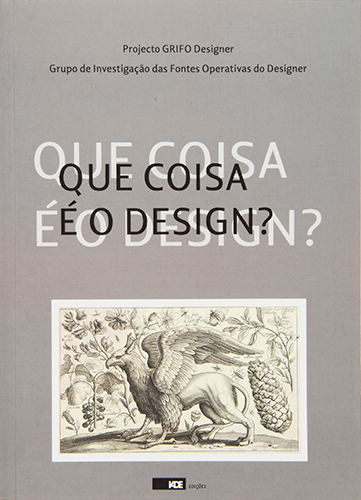 Projecto GRIFO Designer
Grupo de Investigação das Fontes Operativas do Designer
QUE COISA
É O DESIGN?
QUE COISA
É O DESIGN?
IADE EDIÇÕES